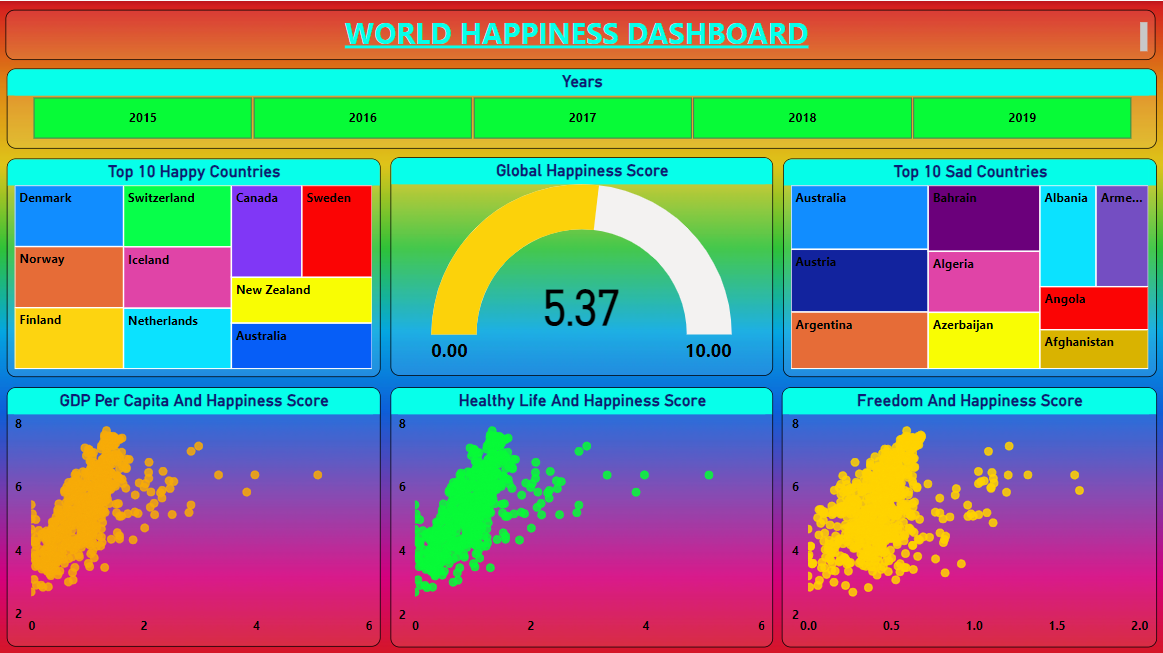 WORLD HAPPINESS DASHBOARD
Years
2015 2016 2017 2018 2019
Top 10 Happy Countries
Denmark
Switzerland
Canada
Sweden
Norway
Iceland
New Zealand
Finland
Netherlands
Australia
Global Happiness Score
5.37
0.00 10.00
Top 10 Sad Countries
Australia
Bahrain
Albania
Arme...
Austria
Algeria
Angola
Argentina
Azerbaijan
Afghanistan
GDP Per Capita And Happiness Score
8
6
4
2
0 2 4 6
Healthy Life And Happiness Score
8
6
4
2
0 2 4 6
Freedom And Happiness Score
8
6
4
2
0.0 0.5 1.0 1.5 2.0